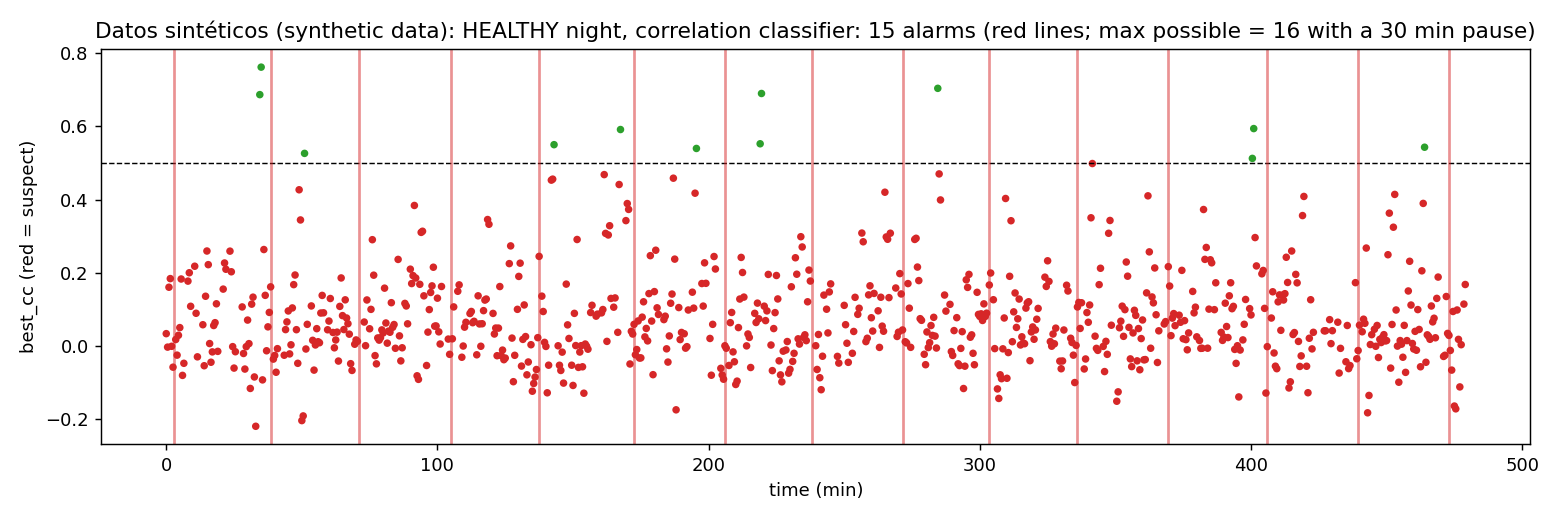 Datos sintéticos (synthetic data): HEALTHY night, correlation classifier: 15 alarms (red lines; max possible = 16 with a 30 min pause)
best_cc (red = suspect)
0.8
0.6
0.4
0.2
0.0
−0.2
0 100 200 300 400 500
time (min)